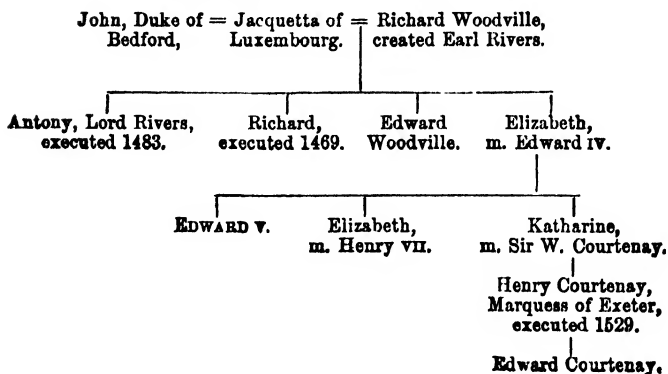 John, Duke of = Jacquetta of = Richard Woodville,
Bedford, Luxembourg. created Earl Rivers.
Antony, Lord Rivers, Richard, Edward Elizabeth,
executed 1483. executed 1469. Woodville. m. Edward IV.
EDWARD V. Elizabeth, Katharine,
m. Henry VII. m. Sir W. Courtenay.
Henry Courtenay,
Marquess of Exeter,
executed 1529.
Edward Courtenay,